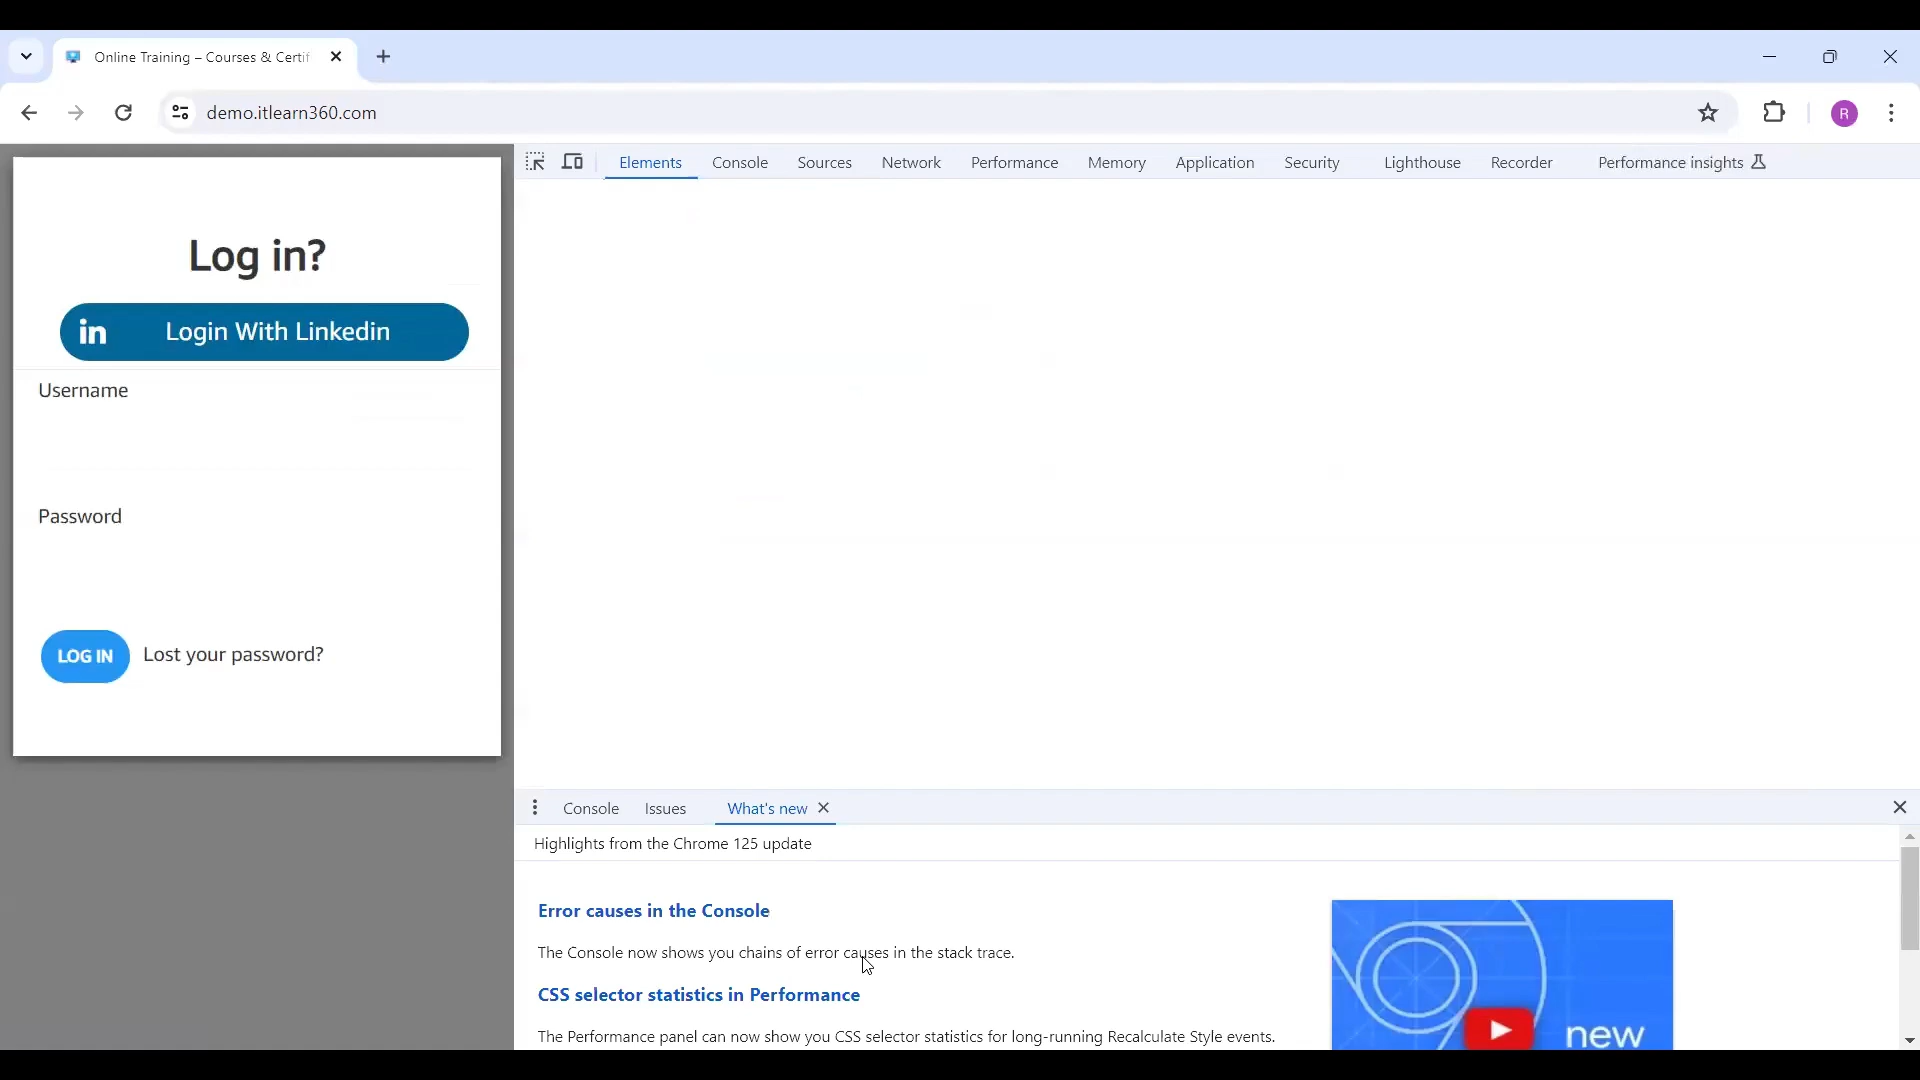 Online Training – Courses & Certif
demo.itlearn360.com
R
Log in?
in Login With Linkedin
Username
Password
LOG IN Lost your password?
Elements Console Sources Network Performance Memory Application Security Lighthouse Recorder Performance insights
Console Issues What's new
Highlights from the Chrome 125 update
Error causes in the Console
The Console now shows you chains of error causes in the stack trace.
CSS selector statistics in Performance
The Performance panel can now show you CSS selector statistics for long-running Recalculate Style events.
new